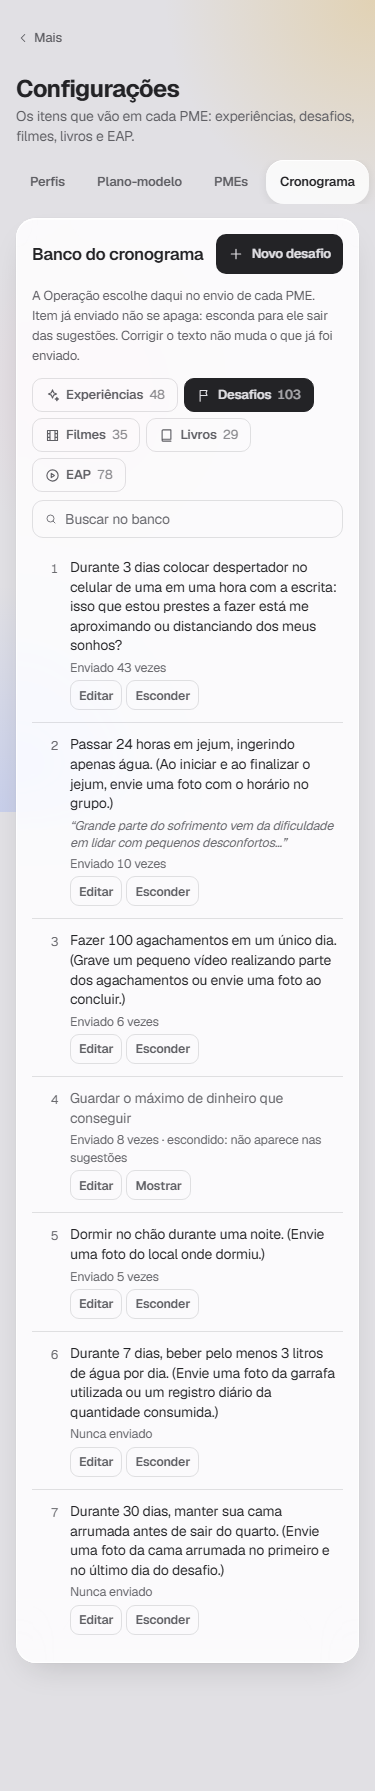 Mais
Configurações
Os itens que vão em cada PME: experiências, desafios,
filmes, livros e EAP.
Perfis Plano-modelo PMEs Cronograma
Banco do cronograma
Novo desafio
A Operação escolhe daqui no envio de cada PME.
Item já enviado não se apaga: esconda para ele sair
das sugestões. Corrigir o texto não muda o que já foi
enviado.
Experiências 48 Desafios 103
Filmes 35 Livros 29
EAP 78
Buscar no banco
1 Durante 3 dias colocar despertador no
celular de uma em uma hora com a escrita:
isso que estou prestes a fazer está me
aproximando ou distanciando dos meus
sonhos?
Enviado 43 vezes
Editar Esconder
2 Passar 24 horas em jejum, ingerindo
apenas água. (Ao iniciar e ao finalizar o
jejum, envie uma foto com o horário no
grupo.)
“Grande parte do sofrimento vem da dificuldade
em lidar com pequenos desconfortos…”
Enviado 10 vezes
Editar Esconder
3 Fazer 100 agachamentos em um único dia.
(Grave um pequeno vídeo realizando parte
dos agachamentos ou envie uma foto ao
concluir.)
Enviado 6 vezes
Editar Esconder
4 Guardar o máximo de dinheiro que
conseguir
Enviado 8 vezes · escondido: não aparece nas
sugestões
Editar Mostrar
5 Dormir no chão durante uma noite. (Envie
uma foto do local onde dormiu.)
Enviado 5 vezes
Editar Esconder
6 Durante 7 dias, beber pelo menos 3 litros
de água por dia. (Envie uma foto da garrafa
utilizada ou um registro diário da
quantidade consumida.)
Nunca enviado
Editar Esconder
7 Durante 30 dias, manter sua cama
arrumada antes de sair do quarto. (Envie
uma foto da cama arrumada no primeiro e
no último dia do desafio.)
Nunca enviado
Editar Esconder